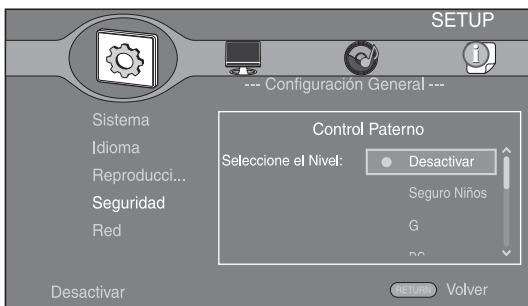 SETUP
--- Configuración General ---
Sistema
Idioma
Reproducci...
Seguridad
Red
Control Paterno
Seleccione el Nivel:
Desactivar
Seguro Niños
G
Desactivar
RETURN Volver